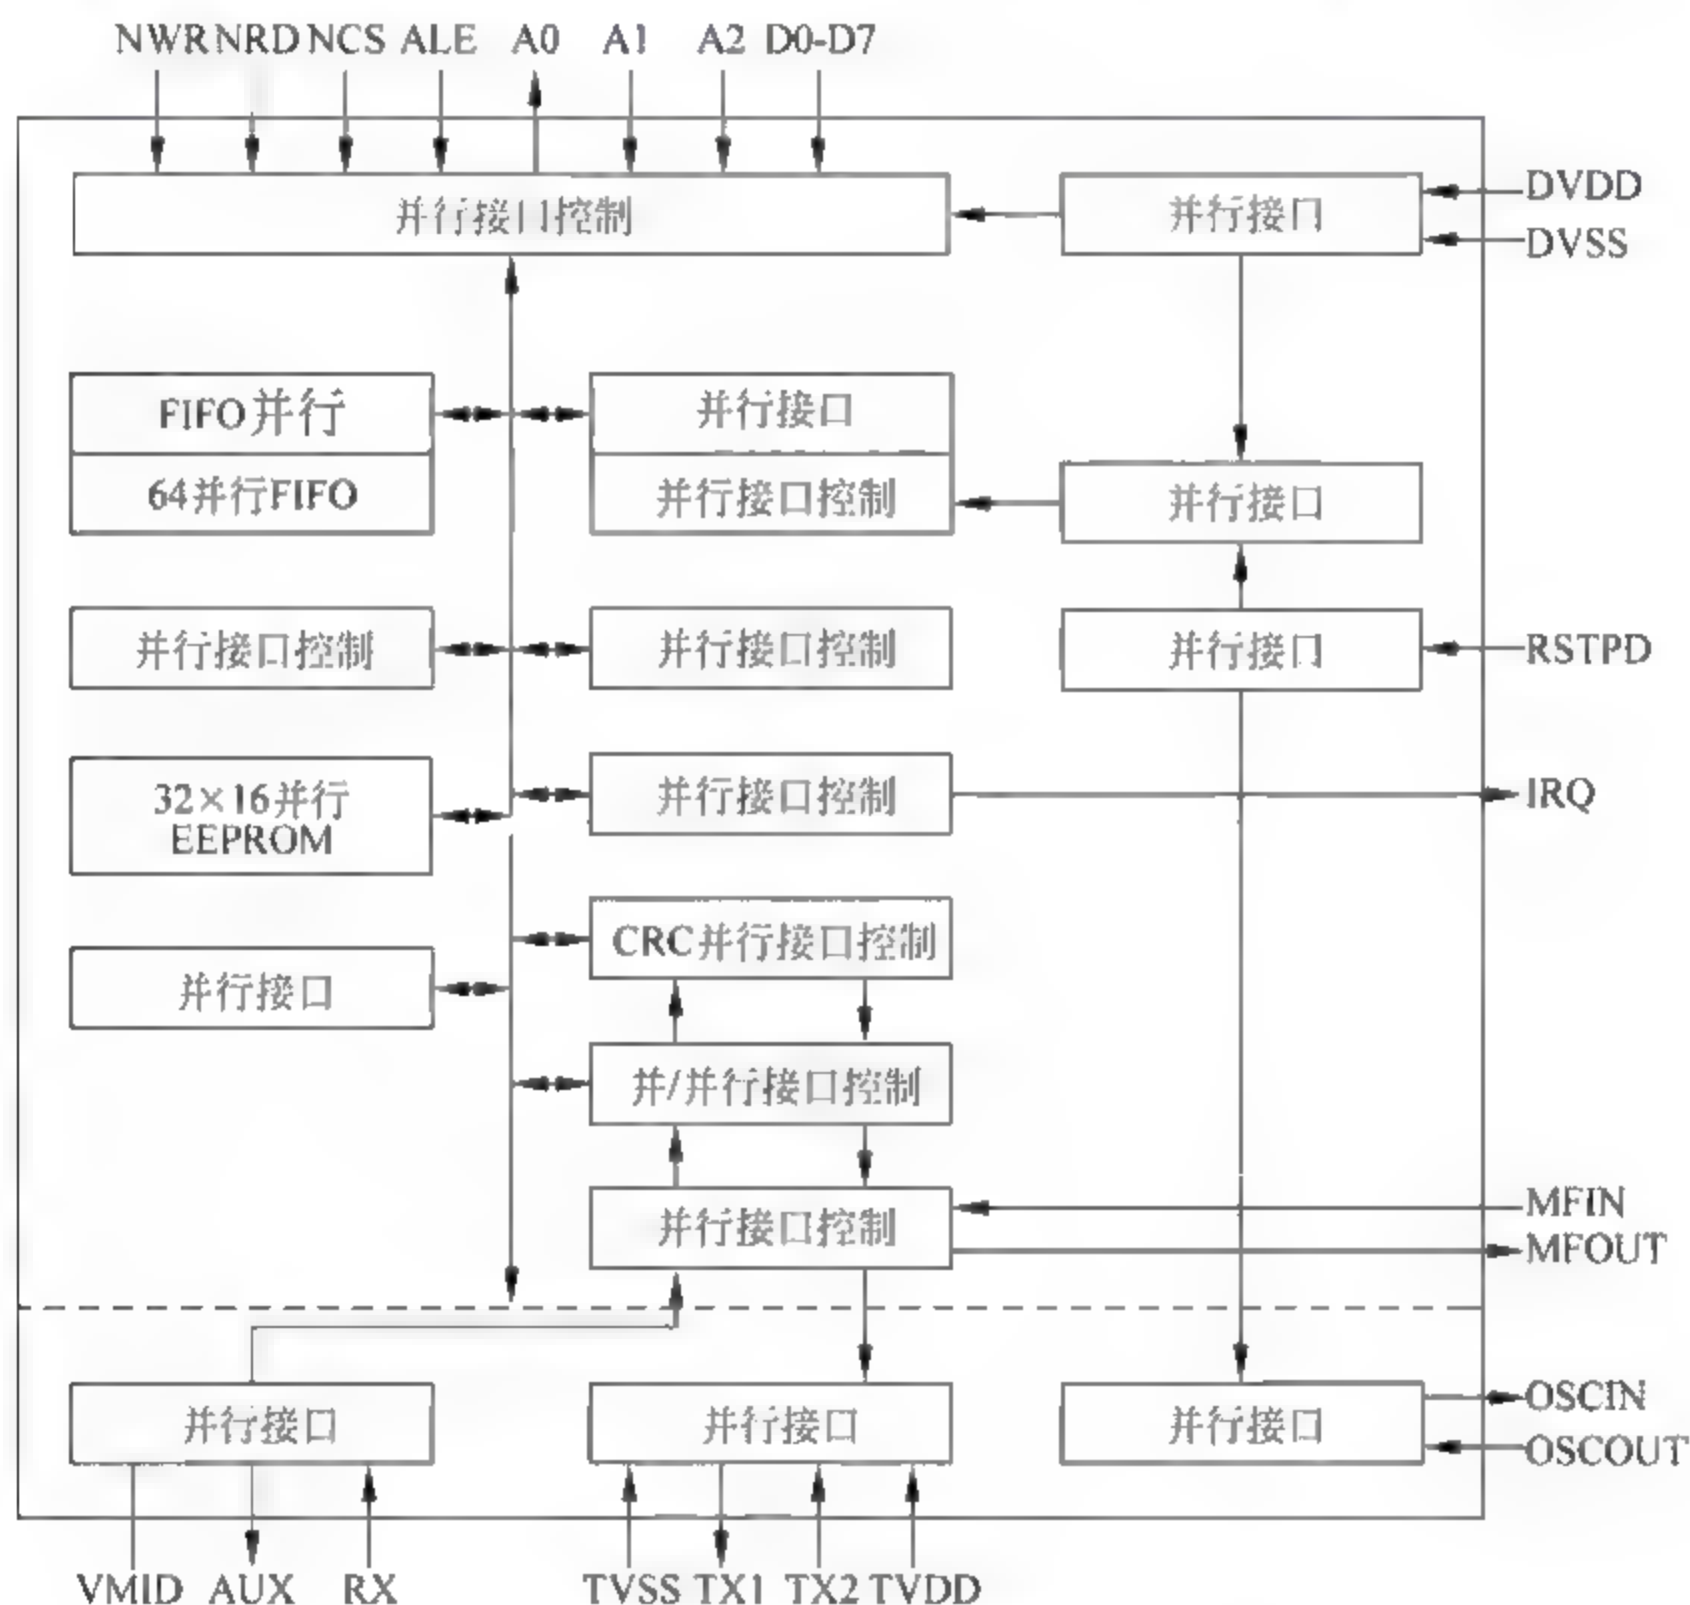 NWR NRD NCS ALE A0 A1 A2 D0-D7
并行接口控制
并行接口
DVDD
DVSS
FIFO并行
并行接口
64并行FIFO
并行接口控制
并行接口
并行接口控制
并行接口控制
并行接口
RSTPD
32×16并行
EEPROM
并行接口控制
IRQ
CRC并行接口控制
并行接口
并/并行接口控制
并行接口控制
MFIN
MFOUT
并行接口
并行接口
并行接口
OSCIN
OSCOUT
VMID AUX RX TVSS TX1 TX2 TVDD